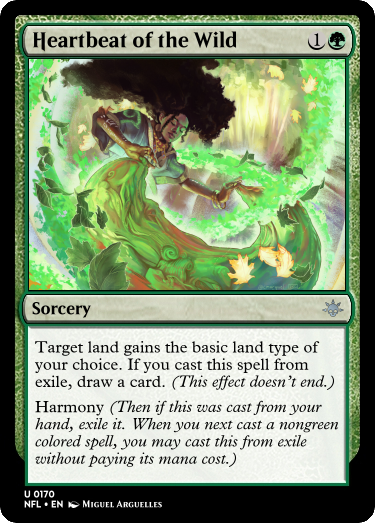 Heartbeat of the Wild 1
Sorcery
Target land gains the basic land type of
your choice. If you cast this spell from
exile, draw a card. (This effect doesn't end.)
Harmony (Then if this was cast from your
hand, exile it. When you next cast a nongreen
colored spell, you may cast this from exile
without paying its mana cost.)
U 0170
NFL • EN Miguel Arguelles